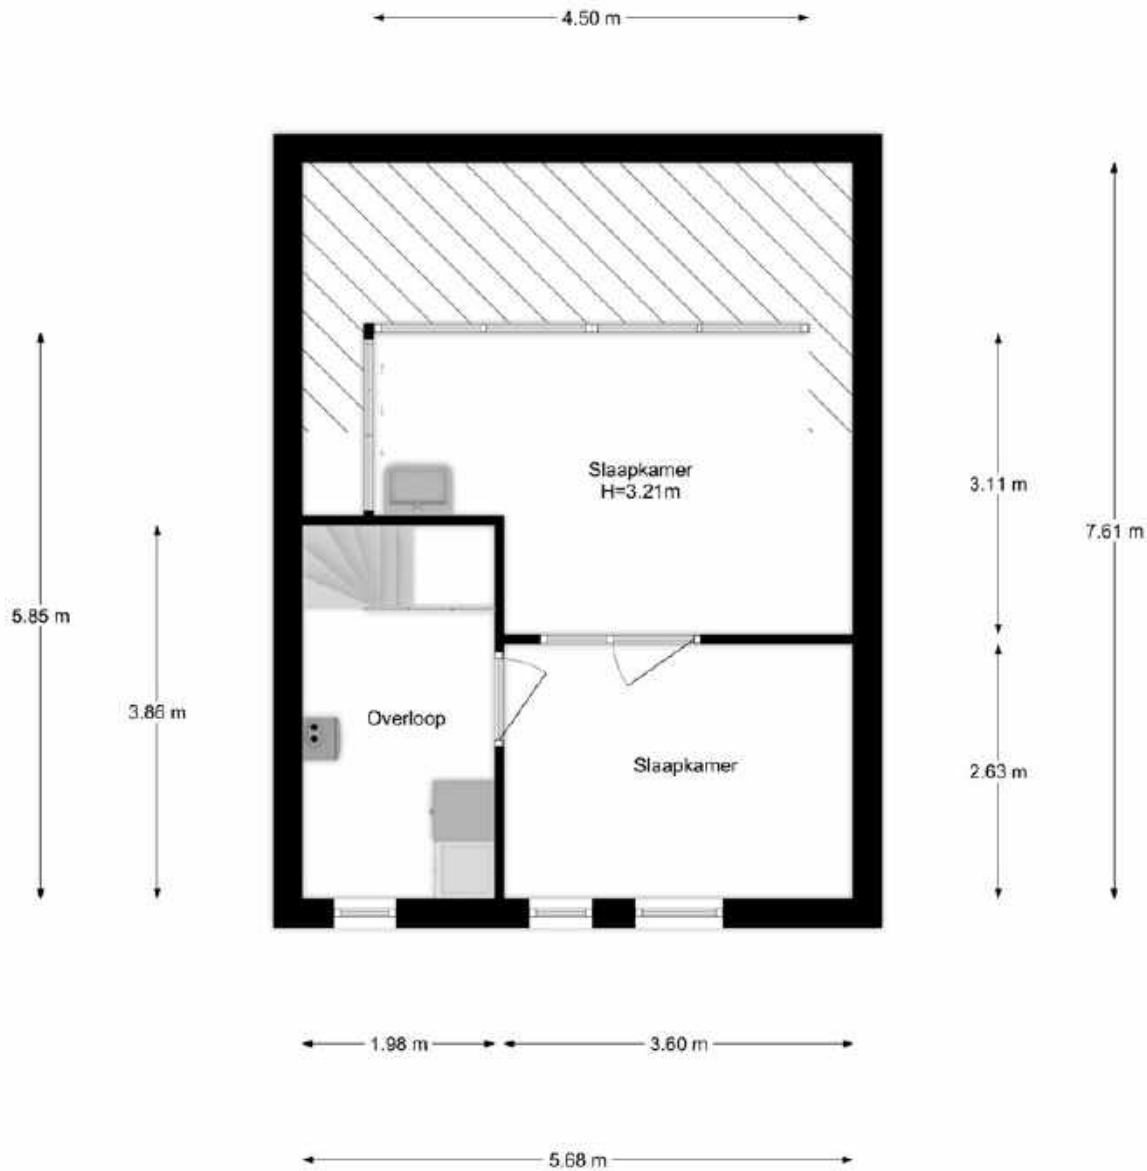 4.50 m
Slaapkamer
H=3.21m
3.11 m
7.61 m
5.85 m
3.86 m
Overloop
Slaapkamer
2.63 m
1.98 m
3.60 m
5.68 m